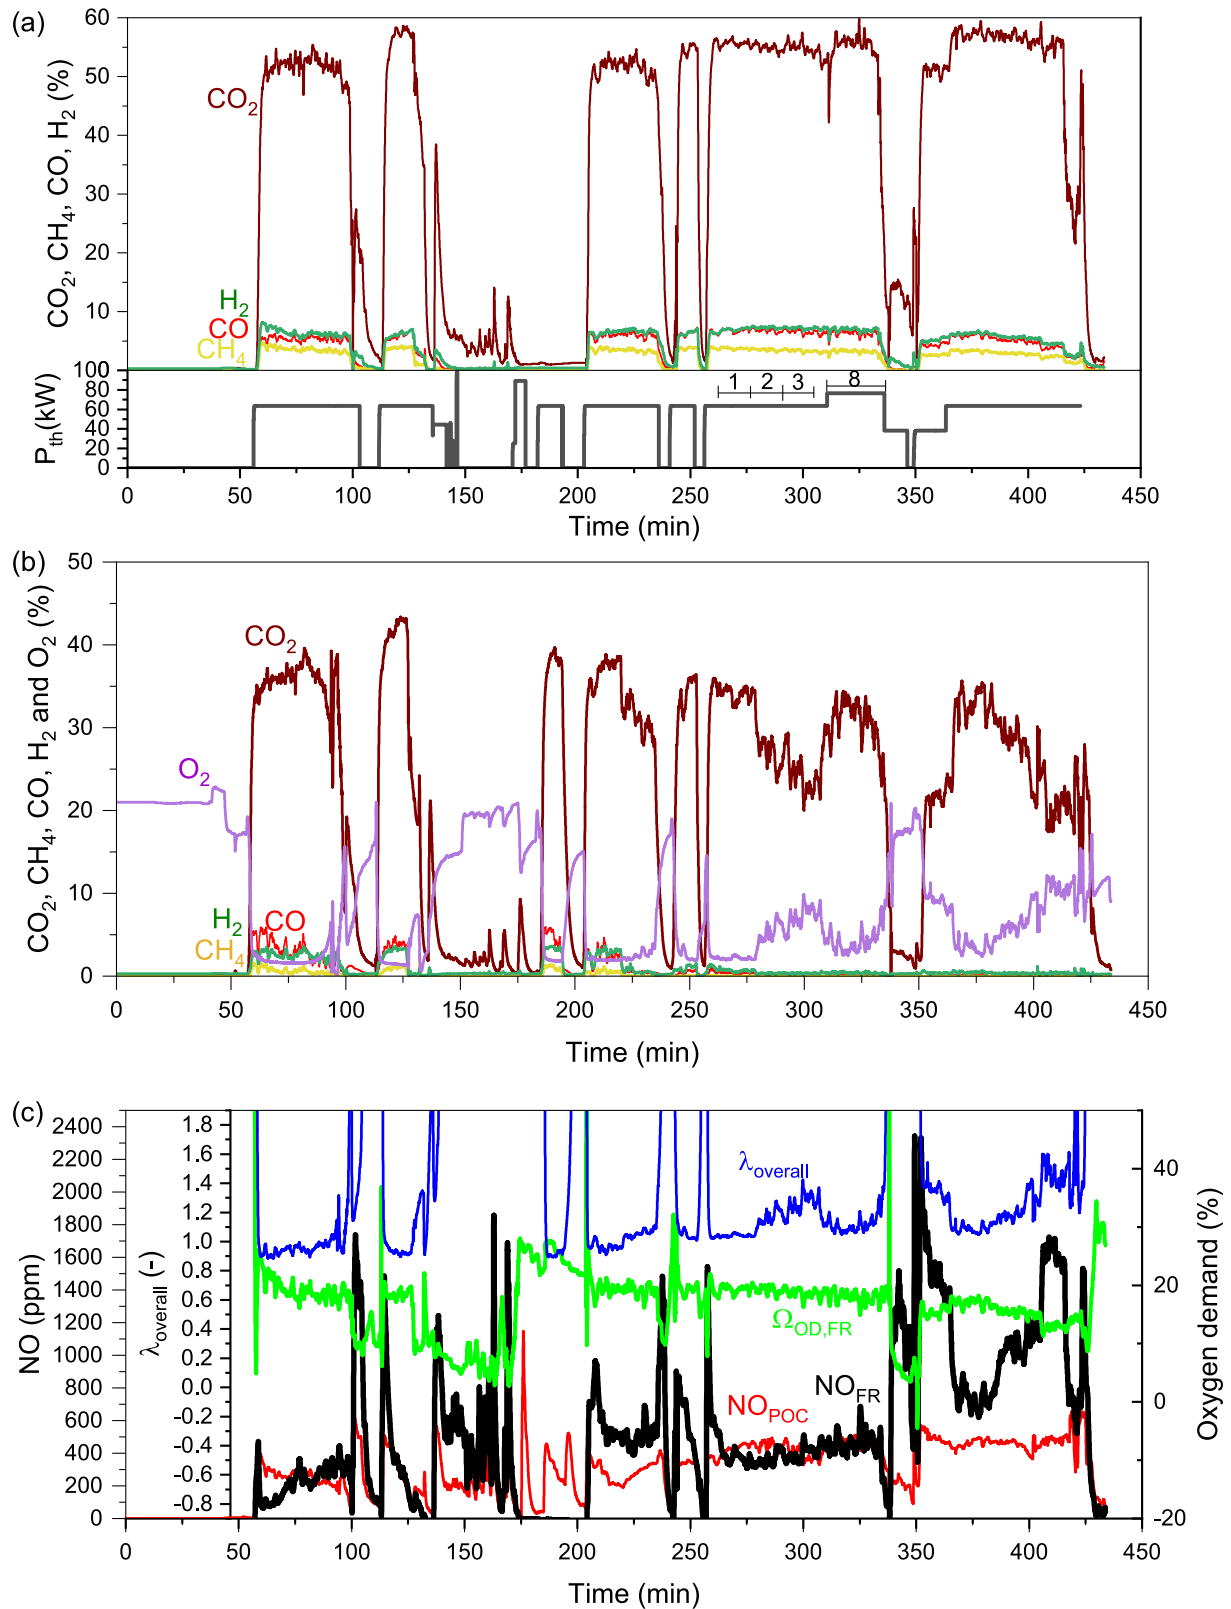 (a)
CO₂, CH₄, CO, H₂ (%)
60
50
40
30
20
10
100
CO₂
H₂
CO
CH₄
P_th(kW)
80
60
40
20
0
1 2 3 8
0 50 100 150 200 250 300 350 400 450
Time (min)
(b)
CO₂, CH₄, CO, H₂ and O₂ (%)
50
40
30
20
10
0
CO₂
O₂
H₂
CO
CH₄
0 50 100 150 200 250 300 350 400 450
Time (min)
(c)
NO (ppm)
2400
2200
2000
1800
1600
1400
1200
1000
800
600
400
200
0
λ_overall (-)
1.8
1.6
1.4
1.2
1.0
0.8
0.6
0.4
0.2
0.0
-0.2
-0.4
-0.6
-0.8
λ_overall
Ω_OD,FR
NO_FR
NO_POC
Oxygen demand (%)
40
20
0
-20
0 50 100 150 200 250 300 350 400 450
Time (min)